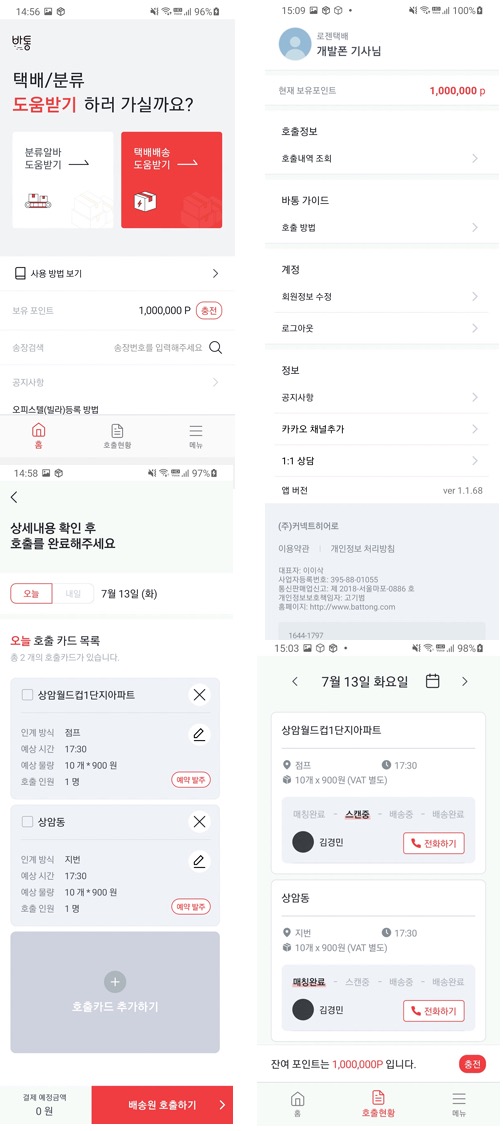 14:56
96%
바통
택배/분류
도움받기 하러 가실까요?
분류알바
도움받기
택배배송
도움받기
사용 방법 보기
보유 포인트
1,000,000 P
충전
송장검색
송장번호를 입력해주세요
공지사항
오피스텔(빌라)등록 방법
홈
호출현황
메뉴
14:58
97%
상세내용 확인 후
호출를 완료해주세요
오늘
내일
7월 13일 (화)
오늘 호출 카드 목록
총 2 개의 호출카드가 있습니다.
상암월드컵1단지아파트
인계 방식 점프
예상 시간 17:30
예상 물량 10 개 * 900 원
호출 인원 1 명
예약 발주
상암동
인계 방식 지번
예상 시간 17:30
예상 물량 10 개 * 900 원
호출 인원 1 명
예약 발주
호출카드 추가하기
결제 예정금액
0 원
배송원 호출하기
15:09
100%
로젠택배
개발폰 기사님
현재 보유포인트
1,000,000 p
호출정보
호출내역 조회
바통 가이드
호출 방법
계정
회원정보 수정
로그아웃
정보
공지사항
카카오 채널추가
1:1 상담
앱 버전
ver 1.1.68
(주)커넥트히어로
이용약관
개인정보 처리방침
대표자: 이이삭
사업자등록번호: 395-88-01055
통신판매업신고: 제 2018-서울마포-0886 호
개인정보보호책임자: 고기범
홈페이지: http://www.battong.com
1644-1797
15:03
98%
7월 13일 화요일
상암월드컵1단지아파트
점프
17:30
10개 x 900원 (VAT 별도)
매칭완료 - 스캔중 - 배송중 - 배송완료
김경민
전화하기
상암동
지번
17:30
10개 x 900원 (VAT 별도)
매칭완료 - 스캔중 - 배송중 - 배송완료
김경민
전화하기
잔여 포인트는 1,000,000P 입니다.
충전
홈
호출현황
메뉴